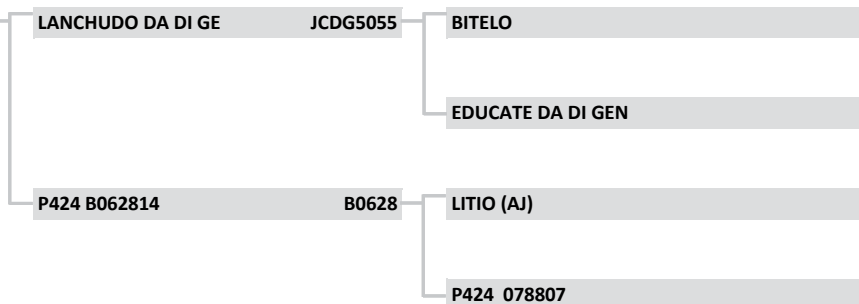 LANCHUDO DA DI GE JCDG5055 BITELO
EDUCATE DA DI GEN
P424 B062814 B0628 LITIO (AJ)
P424 078807